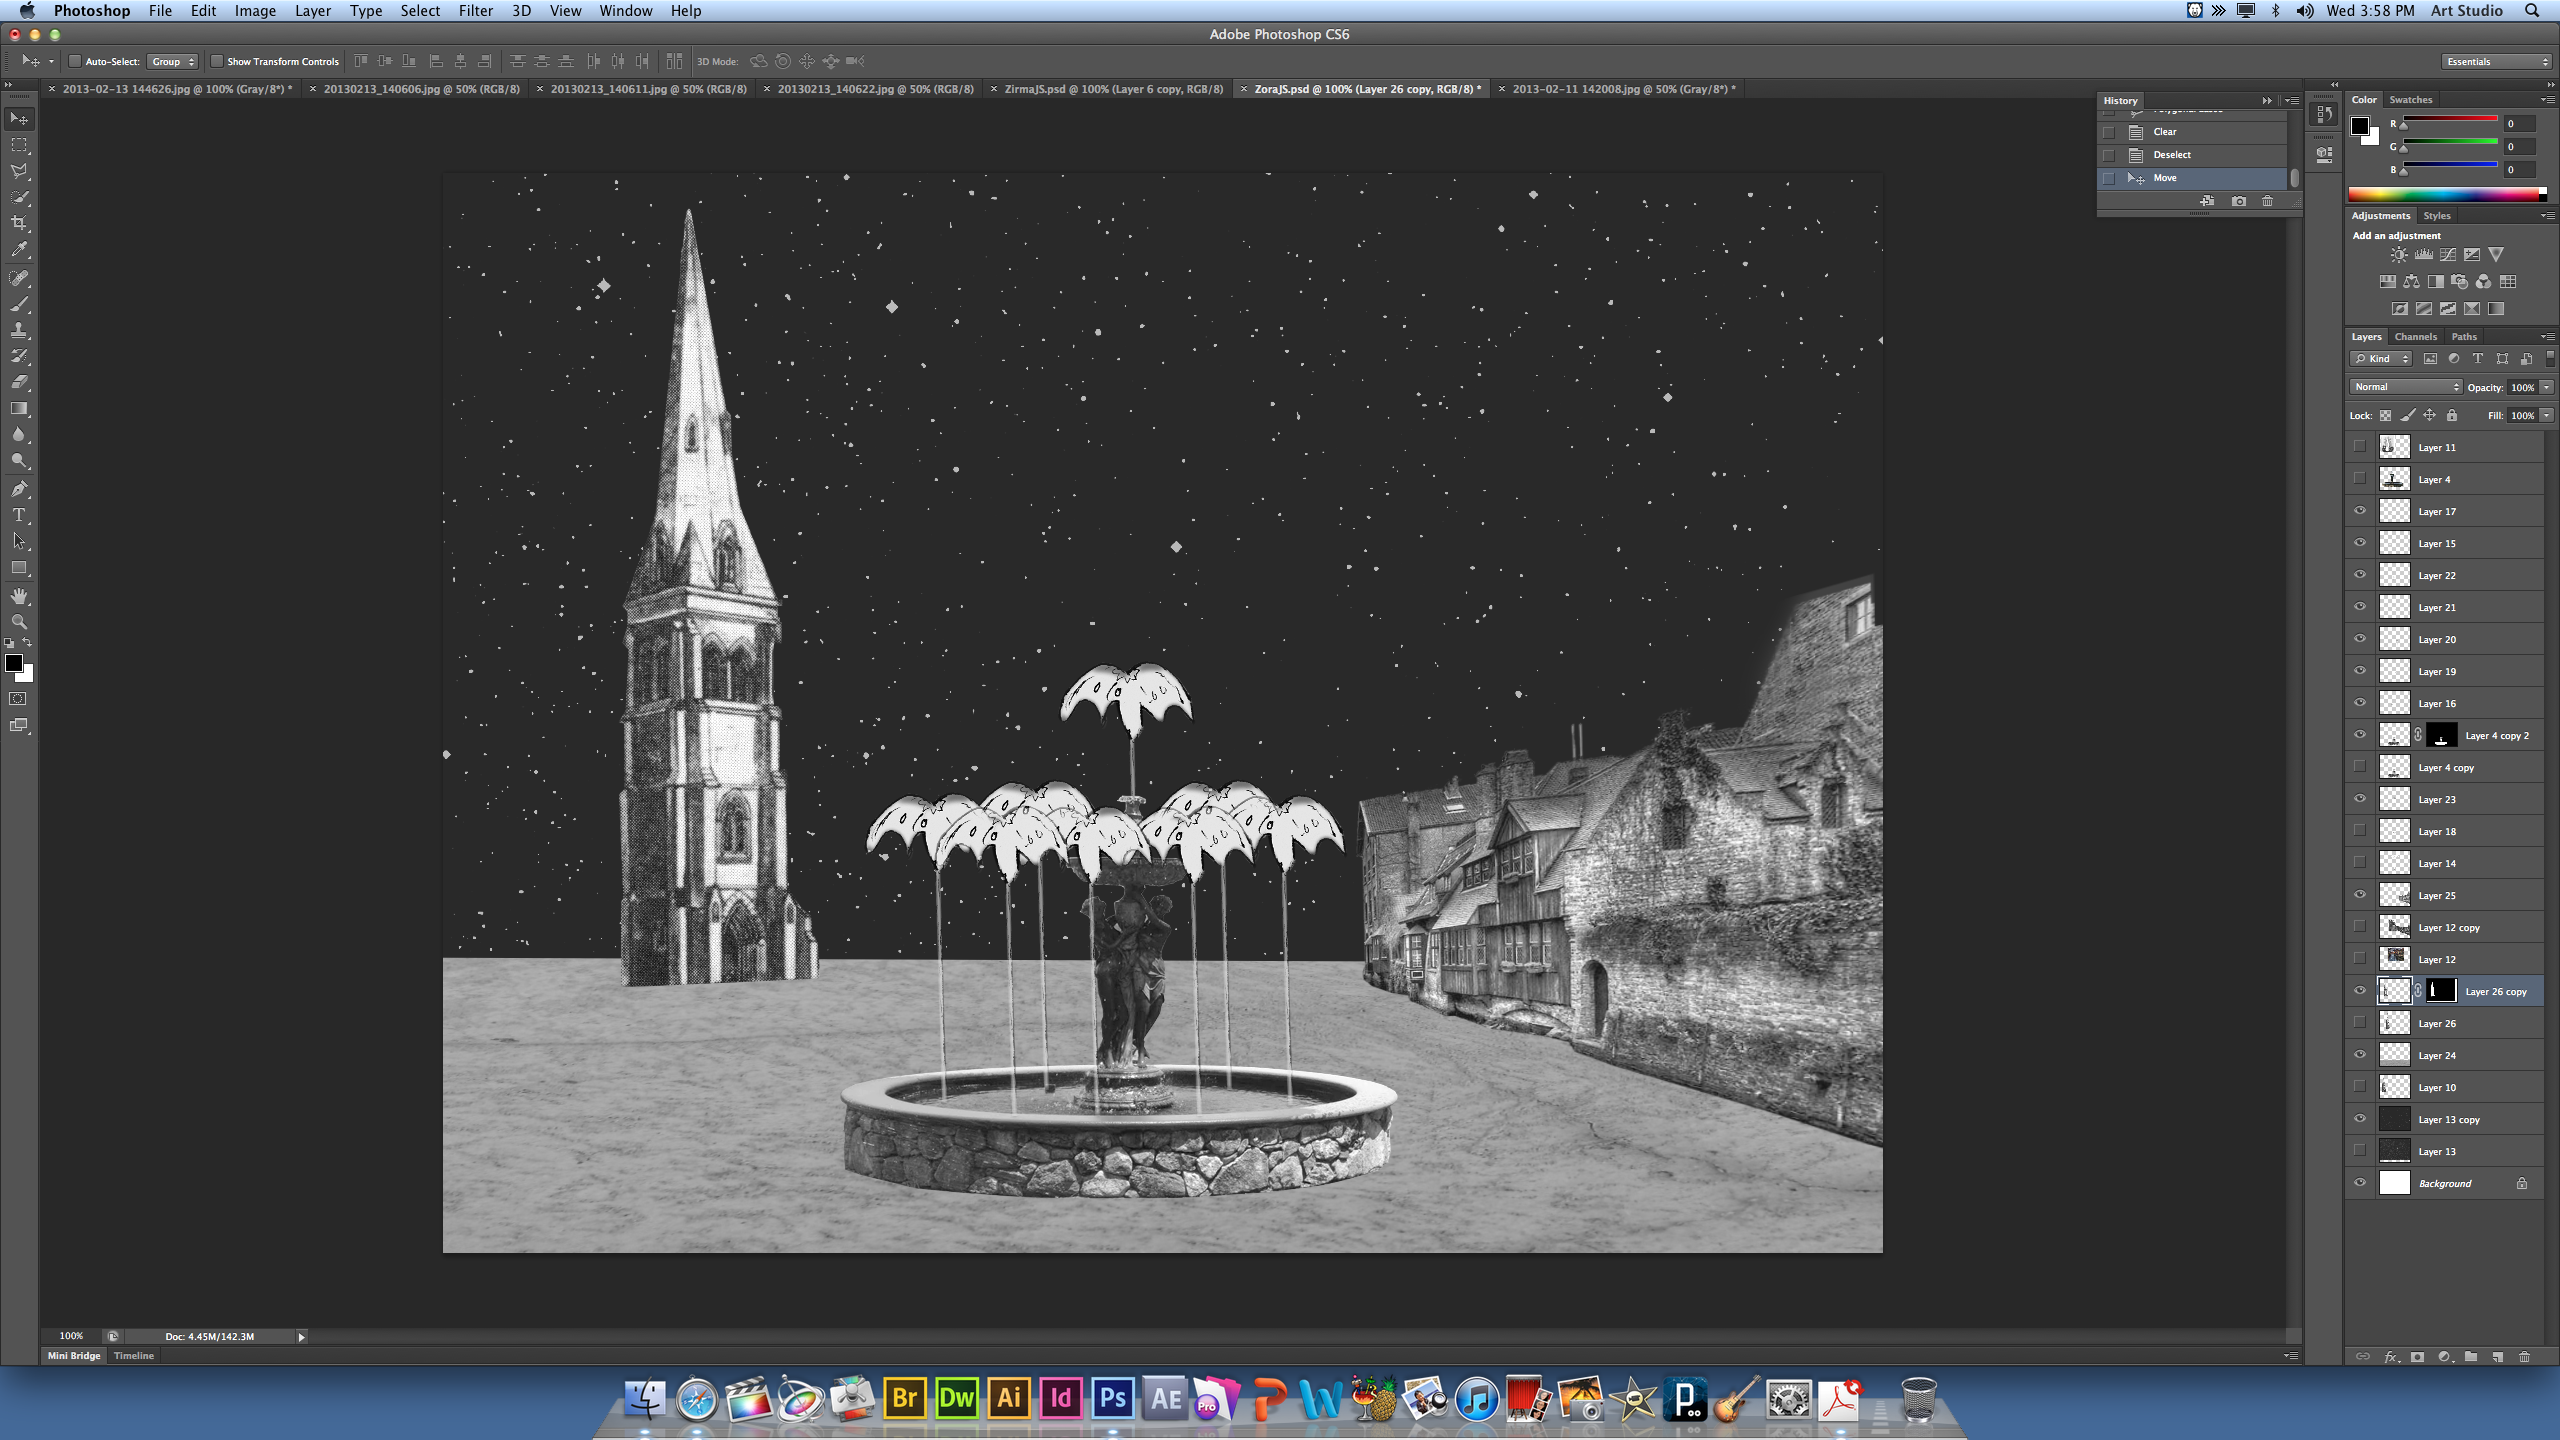 Photoshop File Edit Image Layer Type Select Filter 3D View Window Help Wed 3:58 PM Art Studio
Adobe Photoshop CS6
Auto-Select: Group Show Transform Controls 3D Mode: Essentials
2013-02-13 144626.jpg @ 100% (Gray/8*) * 20130213_140606.jpg @ 50% (RGB/8) 20130213_140611.jpg @ 50% (RGB/8) 20130213_140622.jpg @ 50% (RGB/8) ZirmaJS.psd @ 100% (Layer 6 copy, RGB/8) ZoraJS.psd @ 100% (Layer 26 copy, RGB/8) * 2013-02-11 142008.jpg @ 50% (Gray/8*) *
History
Clear
Deselect
Move
Color Swatches
R 0
G 0
B 0
Adjustments Styles
Add an adjustment
Layers Channels Paths
Kind
Normal Opacity: 100%
Lock: Fill: 100%
Layer 11
Layer 4
Layer 17
Layer 15
Layer 22
Layer 21
Layer 20
Layer 19
Layer 16
Layer 4 copy 2
Layer 4 copy
Layer 23
Layer 18
Layer 14
Layer 25
Layer 12 copy
Layer 12
Layer 26 copy
Layer 26
Layer 24
Layer 10
Layer 13 copy
Layer 13
Background
100% Doc: 4.45M/142.3M
Mini Bridge Timeline
Br Dw Ai Id Ps AE Pro P W P